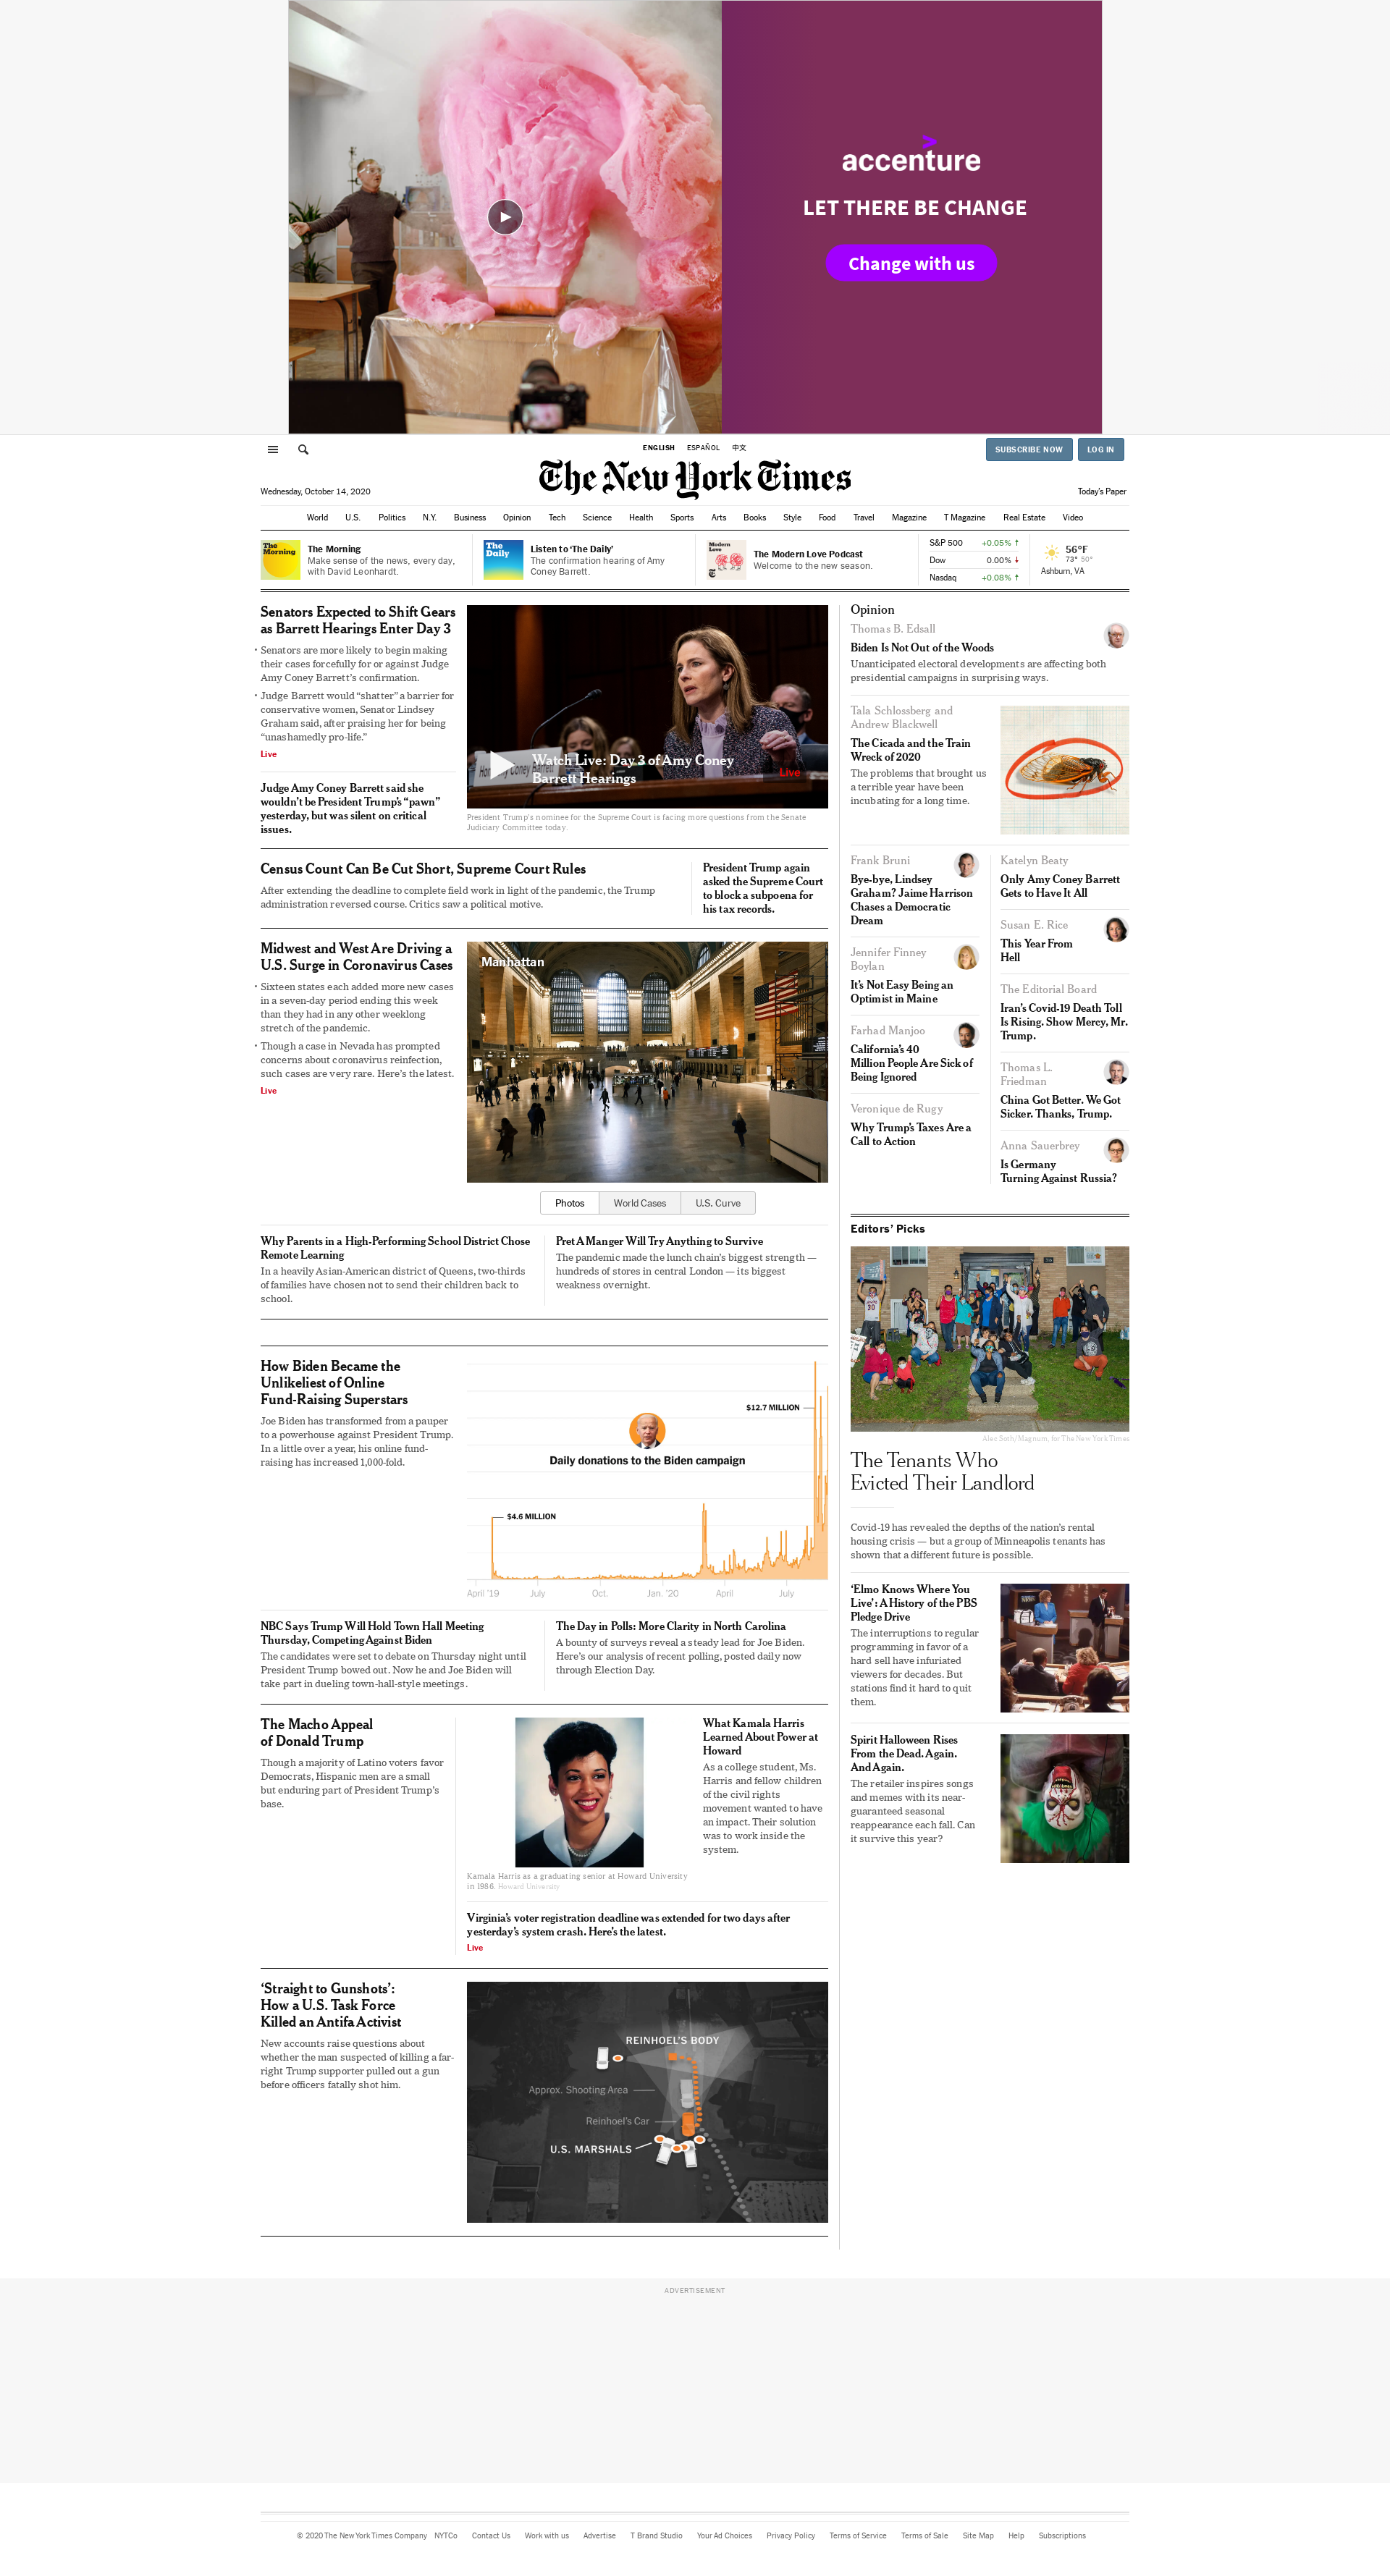 accenture
LET THERE BE CHANGE
Change with us
ENGLISH ESPAÑOL 中文
SUBSCRIBE NOW LOG IN
The New York Times
Wednesday, October 14, 2020
Today's Paper
World U.S. Politics N.Y. Business Opinion Tech Science Health Sports Arts Books Style Food Travel Magazine T Magazine Real Estate Video
The Morning
The Morning
Make sense of the news, every day,
with David Leonhardt.
The Daily
Listen to ‘The Daily’
The confirmation hearing of Amy
Coney Barrett.
Modern Love
The Modern Love Podcast
Welcome to the new season.
S&P 500 +0.05% ↑
Dow 0.00% ↓
Nasdaq +0.08% ↑
56°F
73° 50°
Ashburn, VA
Senators Expected to Shift Gears
as Barrett Hearings Enter Day 3
• Senators are more likely to begin making
their cases forcefully for or against Judge
Amy Coney Barrett’s confirmation.
• Judge Barrett would “shatter” a barrier for
conservative women, Senator Lindsey
Graham said, after praising her for being
“unashamedly pro-life.”
Live
Judge Amy Coney Barrett said she
wouldn’t be President Trump’s “pawn”
yesterday, but was silent on critical
issues.
Watch Live: Day 3 of Amy Coney
Barrett Hearings
Live
President Trump’s nominee for the Supreme Court is facing more questions from the Senate
Judiciary Committee today.
Census Count Can Be Cut Short, Supreme Court Rules
After extending the deadline to complete field work in light of the pandemic, the Trump
administration reversed course. Critics saw a political motive.
President Trump again
asked the Supreme Court
to block a subpoena for
his tax records.
Midwest and West Are Driving a
U.S. Surge in Coronavirus Cases
• Sixteen states each added more new cases
in a seven-day period ending this week
than they had in any other weeklong
stretch of the pandemic.
• Though a case in Nevada has prompted
concerns about coronavirus reinfection,
such cases are very rare. Here’s the latest.
Live
Manhattan
Photos World Cases U.S. Curve
Why Parents in a High-Performing School District Chose
Remote Learning
In a heavily Asian-American district of Queens, two-thirds
of families have chosen not to send their children back to
school.
Pret A Manger Will Try Anything to Survive
The pandemic made the lunch chain’s biggest strength —
hundreds of stores in central London — its biggest
weakness overnight.
How Biden Became the
Unlikeliest of Online
Fund-Raising Superstars
Joe Biden has transformed from a pauper
to a powerhouse against President Trump.
In a little over a year, his online fund-
raising has increased 1,000-fold.
$12.7 MILLION
Daily donations to the Biden campaign
$4.6 MILLION
April ’19 July Oct. Jan. ’20 April July
NBC Says Trump Will Hold Town Hall Meeting
Thursday, Competing Against Biden
The candidates were set to debate on Thursday night until
President Trump bowed out. Now he and Joe Biden will
take part in dueling town-hall-style meetings.
The Day in Polls: More Clarity in North Carolina
A bounty of surveys reveal a steady lead for Joe Biden.
Here’s our analysis of recent polling, posted daily now
through Election Day.
The Macho Appeal
of Donald Trump
Though a majority of Latino voters favor
Democrats, Hispanic men are a small
but enduring part of President Trump’s
base.
Kamala Harris as a graduating senior at Howard University
in 1986. Howard University
What Kamala Harris
Learned About Power at
Howard
As a college student, Ms.
Harris and fellow children
of the civil rights
movement wanted to have
an impact. Their solution
was to work inside the
system.
Virginia’s voter registration deadline was extended for two days after
yesterday’s system crash. Here’s the latest.
Live
‘Straight to Gunshots’:
How a U.S. Task Force
Killed an Antifa Activist
New accounts raise questions about
whether the man suspected of killing a far-
right Trump supporter pulled out a gun
before officers fatally shot him.
REINHOEL’S BODY
Approx. Shooting Area
Reinhoel’s Car
U.S. MARSHALS
Opinion
Thomas B. Edsall
Biden Is Not Out of the Woods
Unanticipated electoral developments are affecting both
presidential campaigns in surprising ways.
Tala Schlossberg and
Andrew Blackwell
The Cicada and the Train
Wreck of 2020
The problems that brought us
a terrible year have been
incubating for a long time.
Frank Bruni
Bye-bye, Lindsey
Graham? Jaime Harrison
Chases a Democratic
Dream
Jennifer Finney
Boylan
It’s Not Easy Being an
Optimist in Maine
Farhad Manjoo
California’s 40
Million People Are Sick of
Being Ignored
Veronique de Rugy
Why Trump’s Taxes Are a
Call to Action
Katelyn Beaty
Only Amy Coney Barrett
Gets to Have It All
Susan E. Rice
This Year From
Hell
The Editorial Board
Iran’s Covid-19 Death Toll
Is Rising. Show Mercy, Mr.
Trump.
Thomas L.
Friedman
China Got Better. We Got
Sicker. Thanks, Trump.
Anna Sauerbrey
Is Germany
Turning Against Russia?
Editors’ Picks
Alec Soth/Magnum, for The New York Times
The Tenants Who
Evicted Their Landlord
Covid-19 has revealed the depths of the nation’s rental
housing crisis — but a group of Minneapolis tenants has
shown that a different future is possible.
‘Elmo Knows Where You
Live’: A History of the PBS
Pledge Drive
The interruptions to regular
programming in favor of a
hard sell have infuriated
viewers for decades. But
stations find it hard to quit
them.
Spirit Halloween Rises
From the Dead. Again.
And Again.
The retailer inspires songs
and memes with its near-
guaranteed seasonal
reappearance each fall. Can
it survive this year?
ADVERTISEMENT
© 2020 The New York Times Company NYTCo Contact Us Work with us Advertise T Brand Studio Your Ad Choices Privacy Policy Terms of Service Terms of Sale Site Map Help Subscriptions